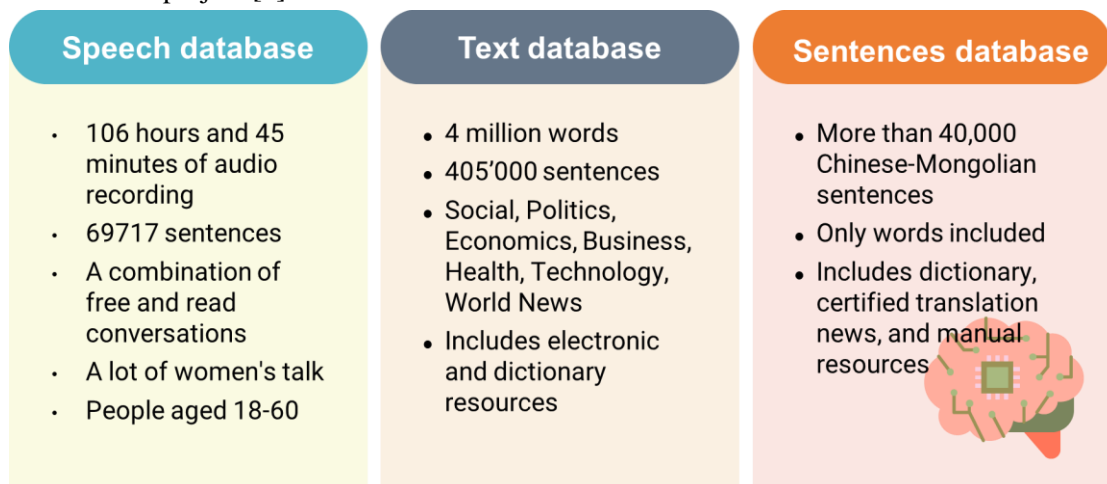 Speech database
106 hours and 45
minutes of audio
recording
69717 sentences
A combination of
free and read
conversations
A lot of women's talk
People aged 18-60
Text database
4 million words
405’000 sentences
Social, Politics,
Economics, Business,
Health, Technology,
World News
Includes electronic
and dictionary
resources
Sentences database
More than 40,000
Chinese-Mongolian
sentences
Only words included
Includes dictionary,
certified translation
news, and manual
resources